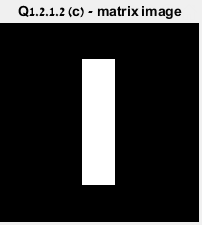 Q1.2.1.2 (c) - matrix image